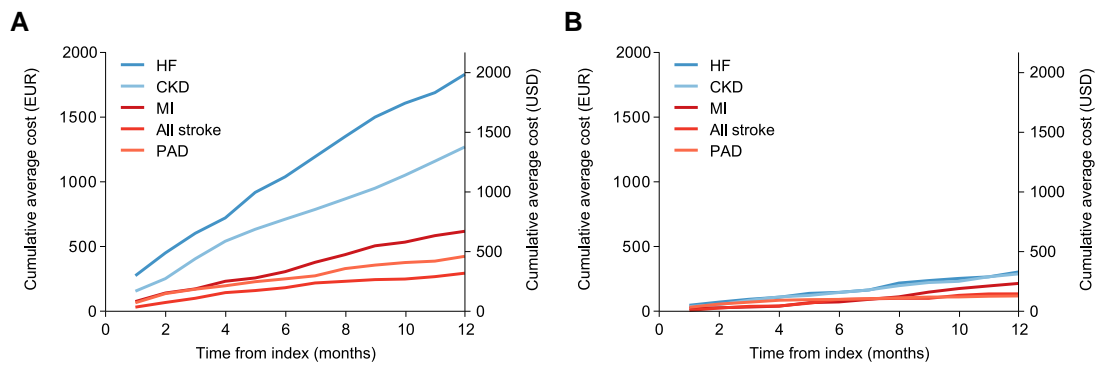 A
Cumulative average cost (EUR)
2000
1500
1000
500
0
HF
CKD
MI
All stroke
PAD
0 2 4 6 8 10 12
Time from index (months)
2000
1500
1000
500
0
Cumulative average cost (USD)
B
Cumulative average cost (EUR)
2000
1500
1000
500
0
HF
CKD
MI
All stroke
PAD
0 2 4 6 8 10 12
Time from index (months)
2000
1500
1000
500
0
Cumulative average cost (USD)